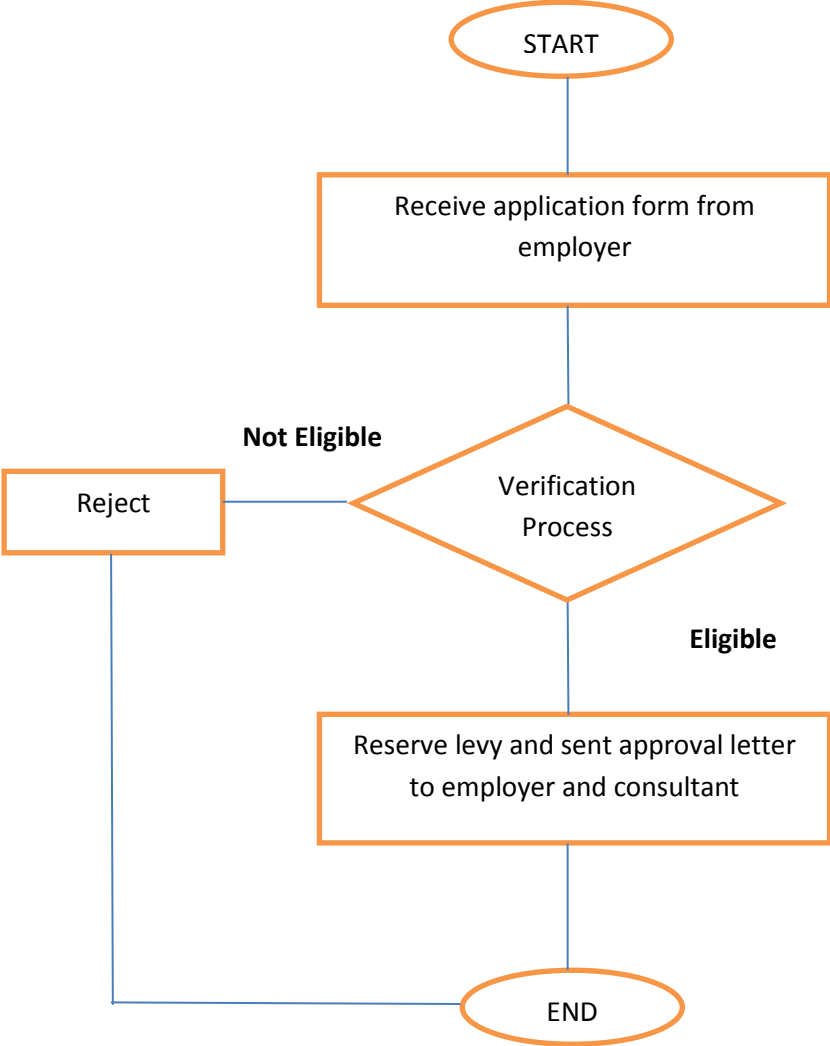 START
Receive application form from
employer
Not Eligible
Reject
Verification
Process
Eligible
Reserve levy and sent approval letter
to employer and consultant
END